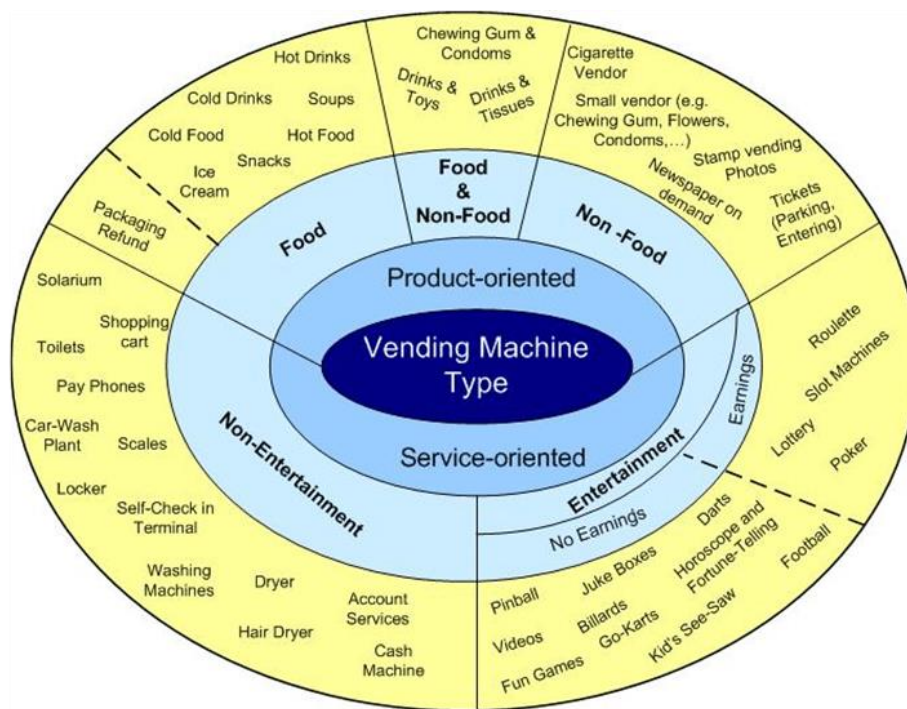 Vending Machine
Type
Product-oriented
Service-oriented
Food
Food
&
Non-Food
Non -Food
Non-Entertainment
Entertainment
Earnings
No Earnings
Hot Drinks
Cold Drinks
Soups
Cold Food
Hot Food
Snacks
Ice
Cream
Packaging
Refund
Chewing Gum &
Condoms
Drinks &
Toys
Drinks &
Tissues
Cigarette
Vendor
Small vendor (e.g.
Chewing Gum, Flowers,
Condoms,...)
Stamp vending
Photos
Newspaper on
demand
Tickets
(Parking,
Entering)
Roulette
Slot Machines
Lottery
Poker
Solarium
Shopping
cart
Toilets
Pay Phones
Car-Wash
Plant
Scales
Locker
Self-Check in
Terminal
Washing
Machines
Dryer
Account
Services
Hair Dryer
Cash
Machine
Pinball
Juke Boxes
Darts
Horoscope and
Fortune-Telling
Football
Videos
Billards
Go-Karts
Kid's See-Saw
Fun Games